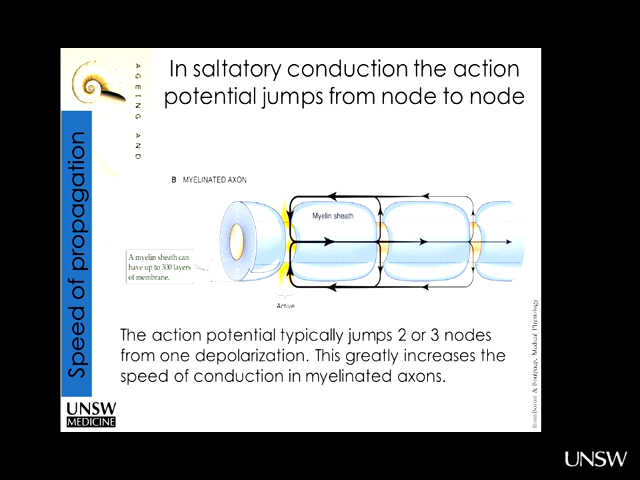 In saltatory conduction the action
potential jumps from node to node
AGEING AND
Speed of propagation
B MYELINATED AXON
Myelin sheath
A myelin sheath can
have up to 300 layers
of membrane.
Active
The action potential typically jumps 2 or 3 nodes
from one depolarization. This greatly increases the
speed of conduction in myelinated axons.
Boron & Boulpaep, Medical Physiology
UNSW
MEDICINE
UNSW